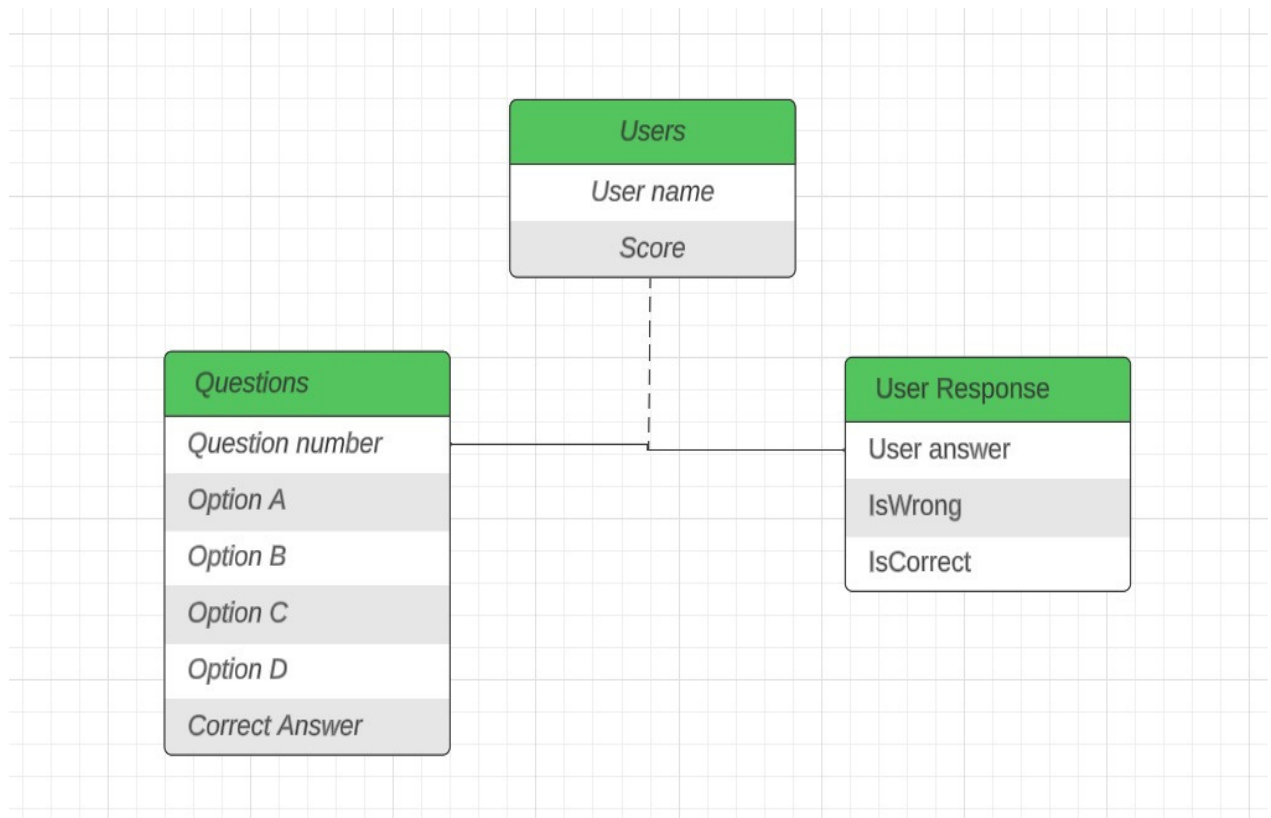 Users
User name
Score
Questions
Question number
Option A
Option B
Option C
Option D
Correct Answer
User Response
User answer
IsWrong
IsCorrect